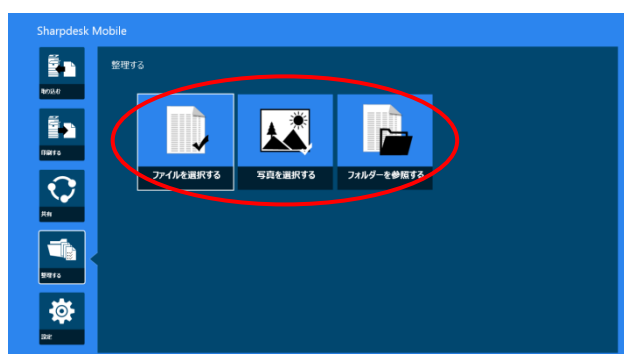 Sharpdesk Mobile
整理する
取り込む
印刷する
共有
整理する
設定
ファイルを選択する
写真を選択する
フォルダーを参照する